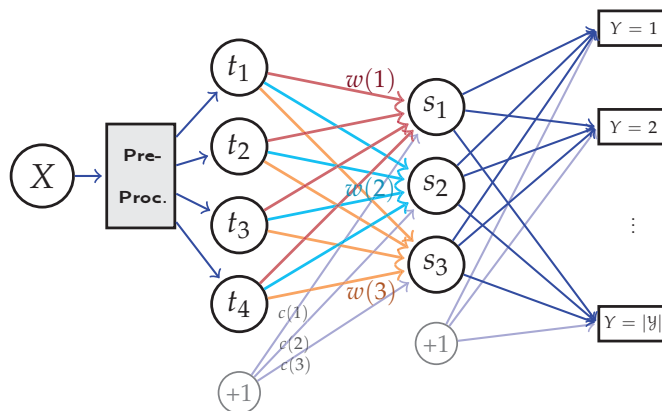 X
Pre-
Proc.
t₁
t₂
t₃
t₄
+1
w(1)
w(2)
w(3)
c(1)
c(2)
c(3)
s₁
s₂
s₃
+1
Y = 1
Y = 2
⋮
Y = |𝒴|